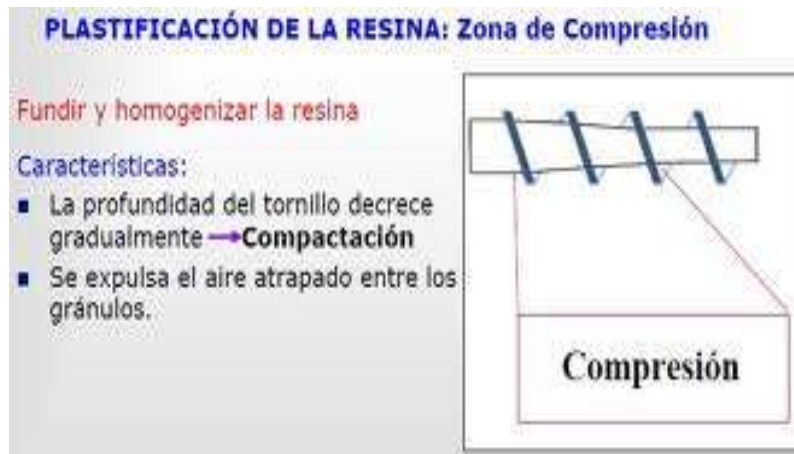 PLASTIFICACIÓN DE LA RESINA: Zona de Compresión
Fundir y homogenizar la resina
Características:
■ La profundidad del tornillo decrece
gradualmente →Compactación
■ Se expulsa el aire atrapado entre los
gránulos.
Compresión